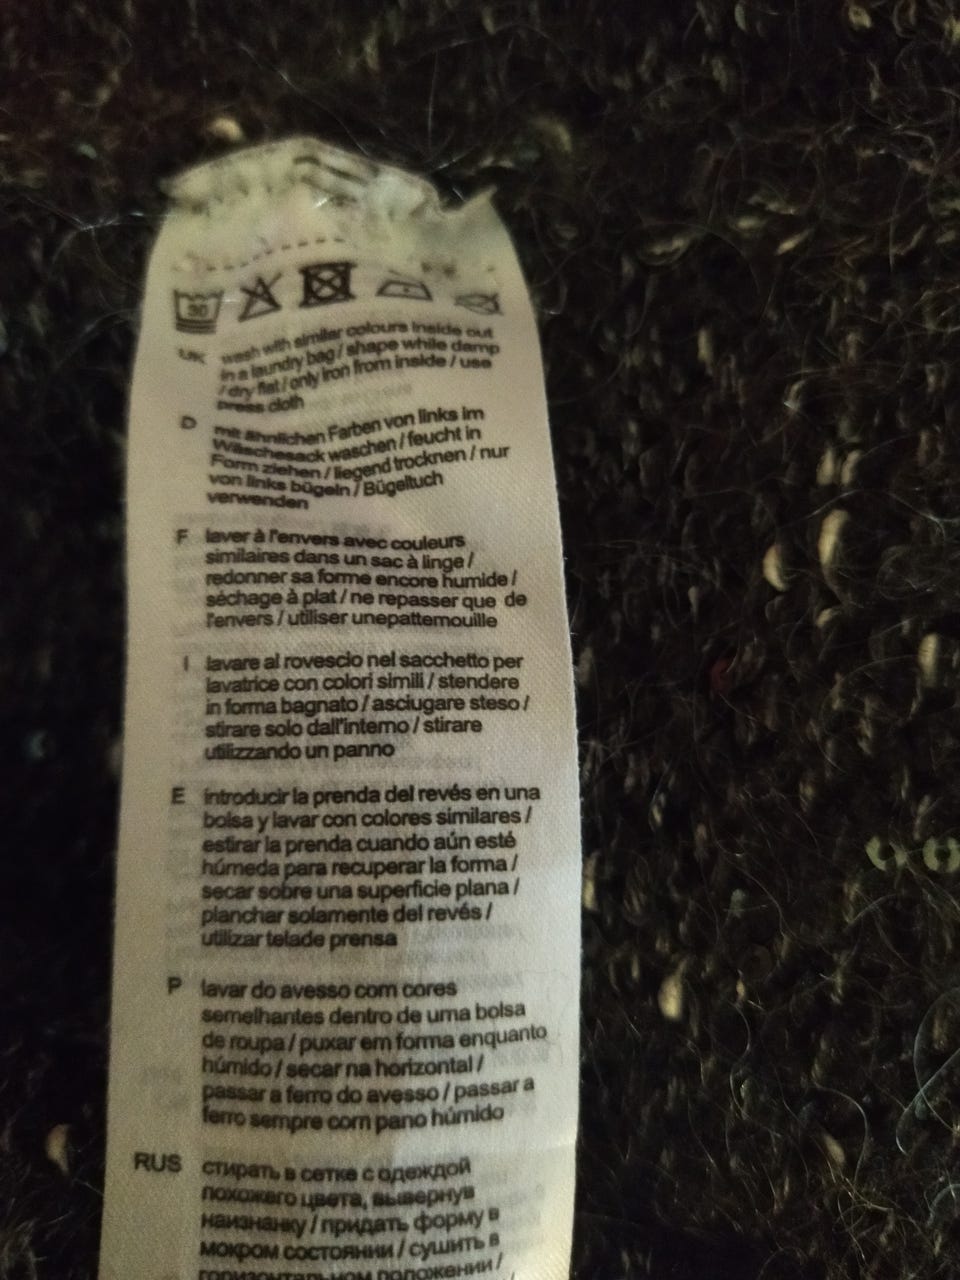 30
UK wash with similar colours inside out
in a laundry bag / shape while damp
/ dry flat / only iron from inside / use
press cloth
D mit ähnlichen Farben von links im
Wäschesack waschen / feucht in
Form ziehen / liegend trocknen / nur
von links bügeln / Bügeltuch
verwenden
F laver à l'envers avec couleurs
similaires dans un sac à linge /
redonner sa forme encore humide /
séchage à plat / ne repasser que de
l'envers / utiliser unepattemouille
I lavare al rovescio nel sacchetto per
lavatrice con colori simili / stendere
in forma bagnato / asciugare steso /
stirare solo dall'interno / stirare
utilizzando un panno
E introducir la prenda del revés en una
bolsa y lavar con colores similares /
estirar la prenda cuando aún esté
húmeda para recuperar la forma /
secar sobre una superficie plana /
planchar solamente del revés /
utilizar telade prensa
P lavar do avesso com cores
semelhantes dentro de uma bolsa
de roupa / puxar em forma enquanto
húmido / secar na horizontal /
passar a ferro do avesso / passar a
ferro sempre com pano húmido
RUS стирать в сетке с одеждой
похожего цвета, вывернув
наизнанку / придать форму в
мокром состоянии / сушить в
горизонтальном положении /